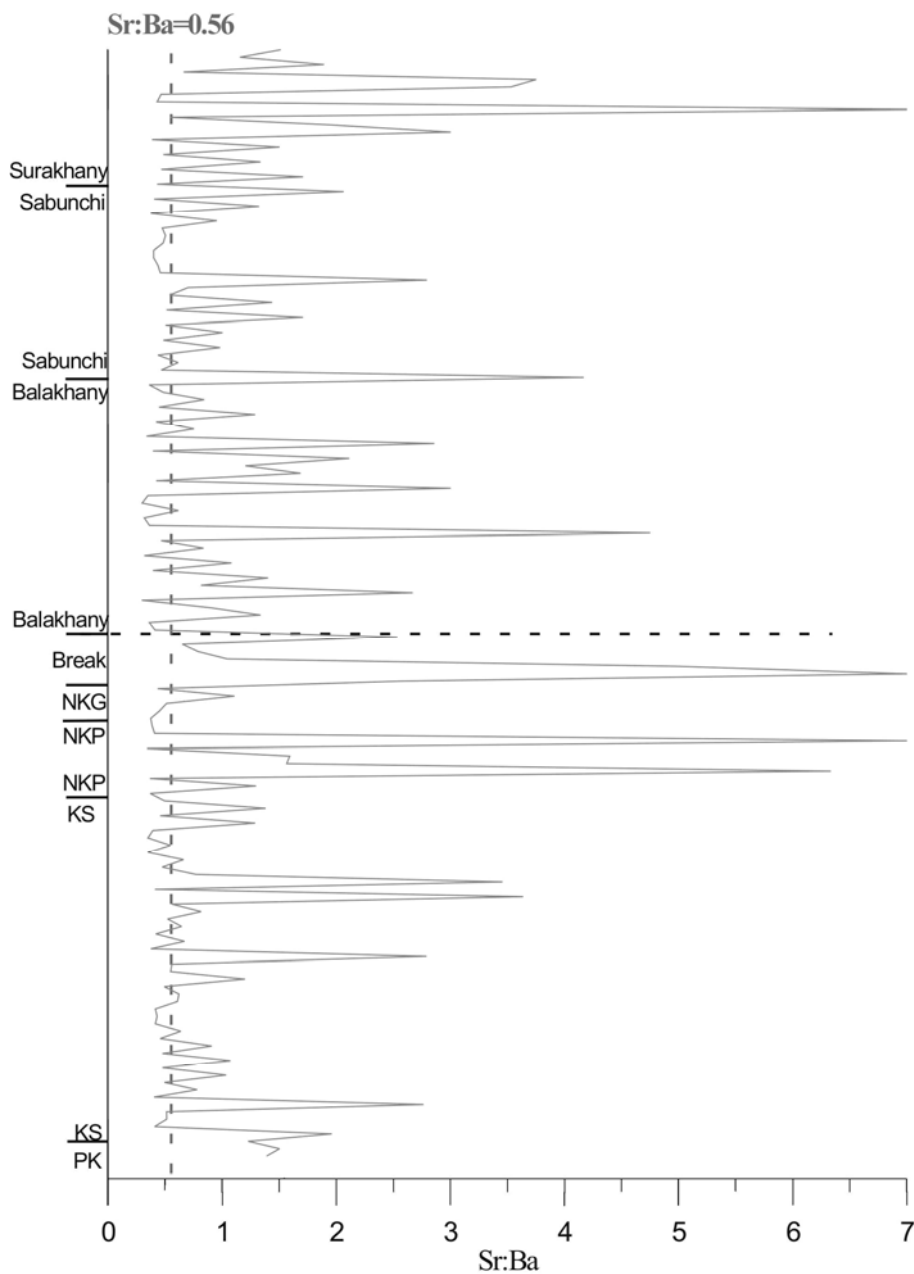 Sr:Ba=0.56
Surakhany
Sabunchi
Sabunchi
Balakhany
Balakhany
Break
NKG
NKP
NKP
KS
KS
PK
0 1 2 3 4 5 6 7
Sr:Ba